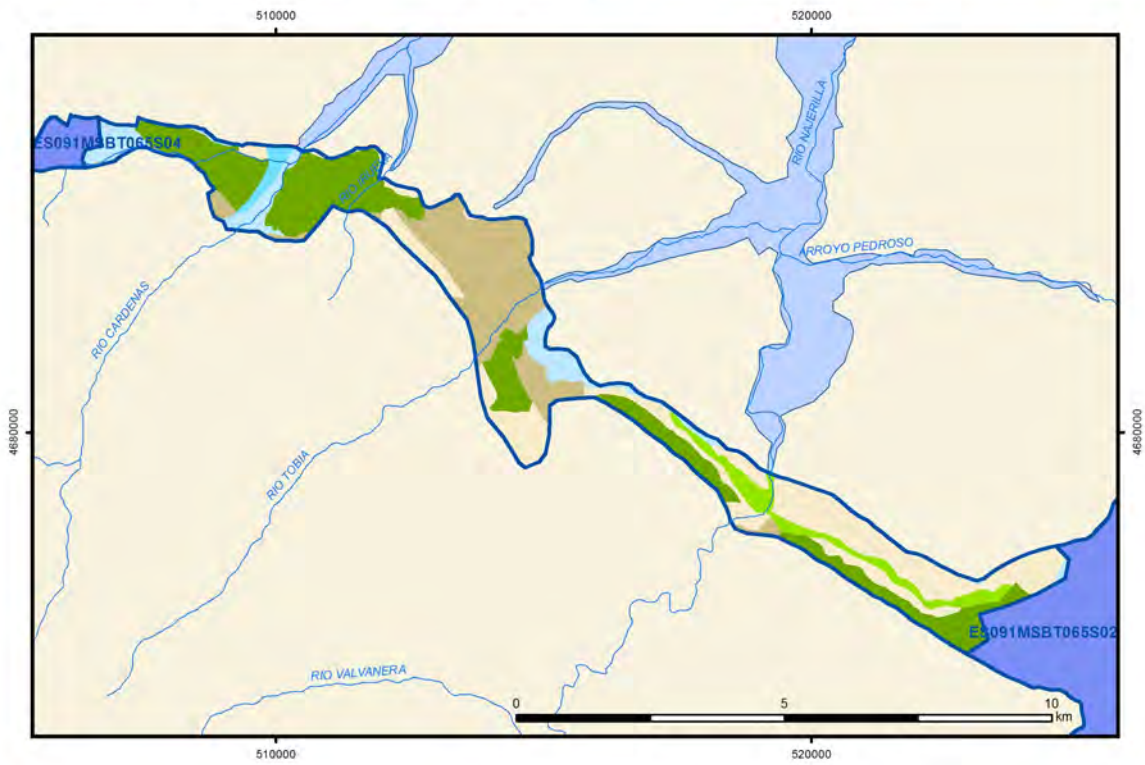 510000
520000
RIO NAJERILLA
ES091MSBT065S04
ARROYO PEDROSO
RIO CARDENAS
4680000
4680000
RIO TOBIA
ES091MSBT065S02
RIO VALVANERA
0
5
10
km
510000
520000